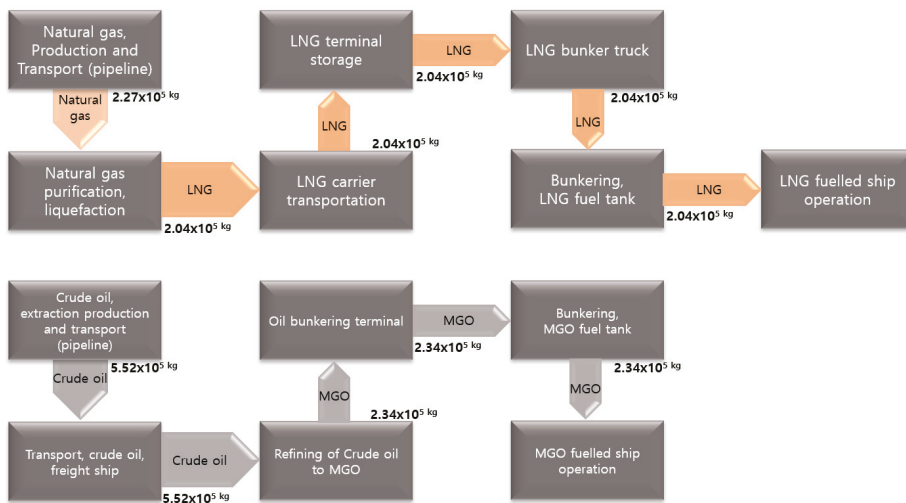 Natural gas,
Production and
Transport (pipeline)
Natural
gas
2.27x10⁵ kg
Natural gas
purification,
liquefaction
LNG
2.04x10⁵ kg
LNG carrier
transportation
LNG
2.04x10⁵ kg
LNG terminal
storage
LNG
2.04x10⁵ kg
LNG bunker truck
LNG
2.04x10⁵ kg
Bunkering,
LNG fuel tank
LNG
2.04x10⁵ kg
LNG fuelled ship
operation
Crude oil,
extraction production
and transport
(pipeline)
5.52x10⁵ kg
Crude oil
Transport, crude oil,
freight ship
Crude oil
5.52x10⁵ kg
Refining of Crude oil
to MGO
MGO
2.34x10⁵ kg
Oil bunkering terminal
MGO
2.34x10⁵ kg
Bunkering,
MGO fuel tank
2.34x10⁵ kg
MGO
MGO fuelled ship
operation